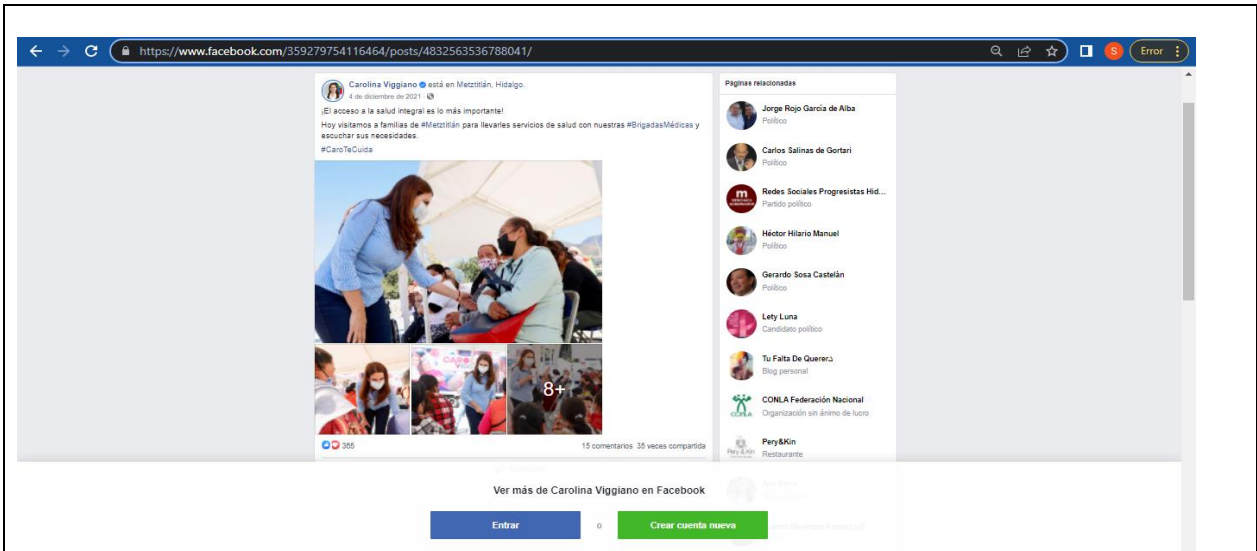 https://www.facebook.com/359279754116464/posts/4832563536788041/
S
Error
Carolina Viggiano está en Metztitlán, Hidalgo.
4 de diciembre de 2021
¡El acceso a la salud integral es lo más importante!
Hoy visitamos a familias de #Metztitlán para llevarles servicios de salud con nuestras #BrigadasMédicas y
escuchar sus necesidades.
#CaroTeCuida
8+
365
15 comentarios 35 veces compartida
Páginas relacionadas
Jorge Rojo García de Alba
Político
Carlos Salinas de Gortari
Político
Redes Sociales Progresistas Hid...
Partido político
Héctor Hilario Manuel
Político
Gerardo Sosa Castelán
Político
Lety Luna
Candidato político
Tu Falta De Querer♫
Blog personal
CONLA Federación Nacional
Organización sin ánimo de lucro
Pery&Kin
Restaurante
Ver más de Carolina Viggiano en Facebook
Entrar
o
Crear cuenta nueva